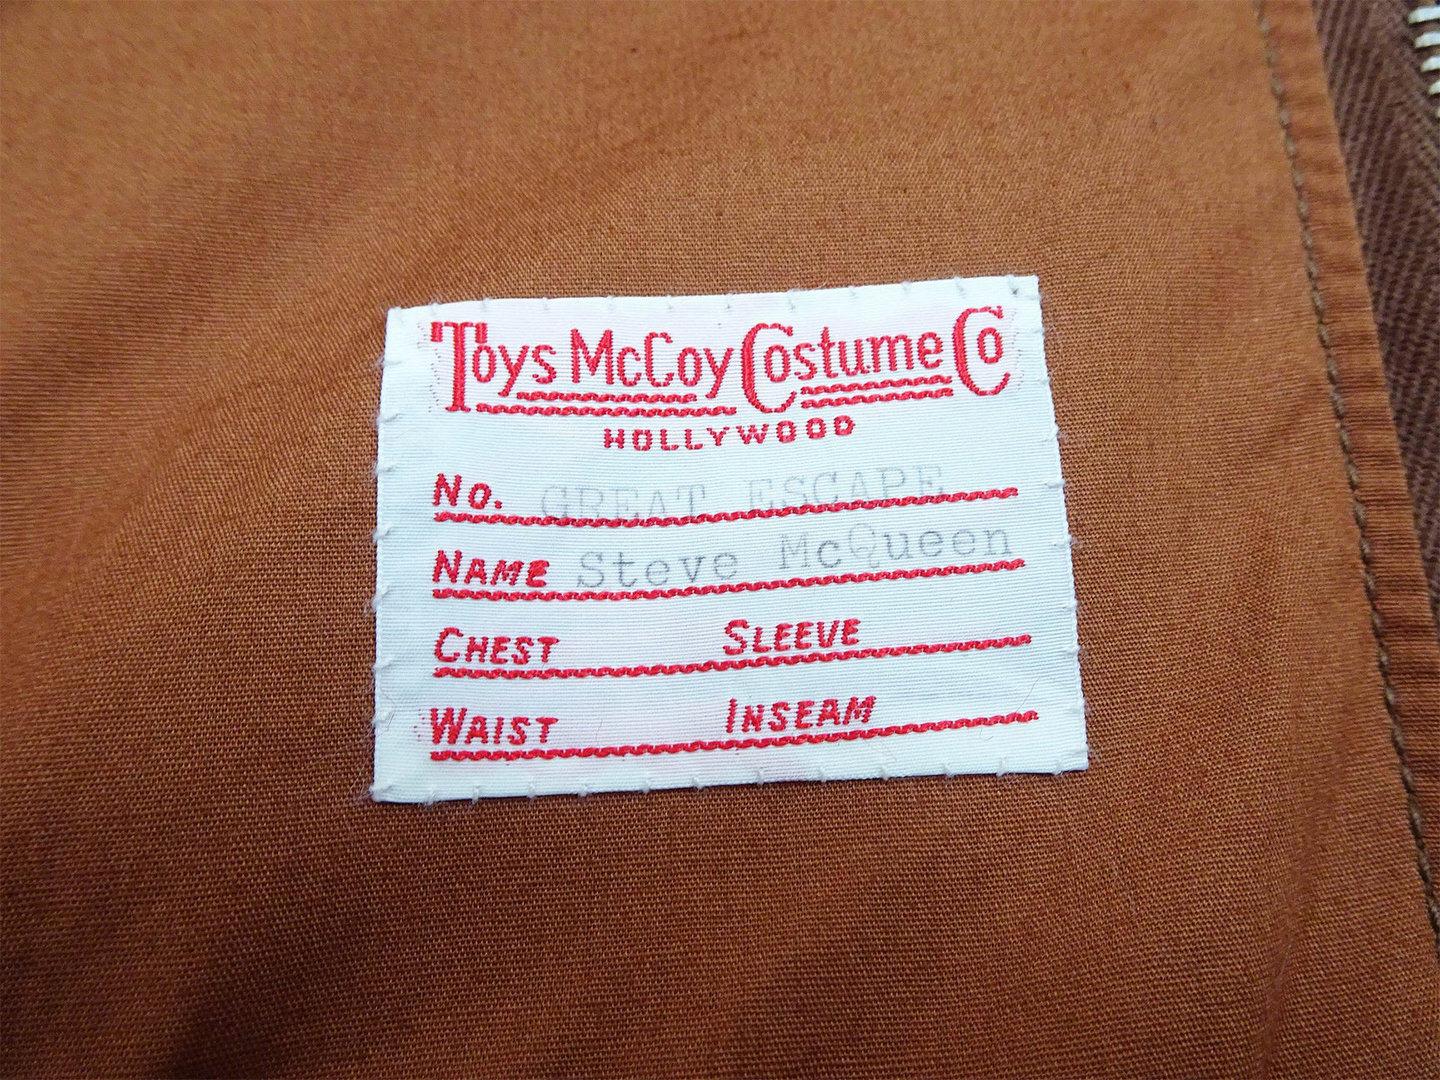 Toys McCoy Costume Co
HOLLYWOOD
No. GREAT ESCAPE
NAME Steve McQueen
CHEST SLEEVE
WAIST INSEAM